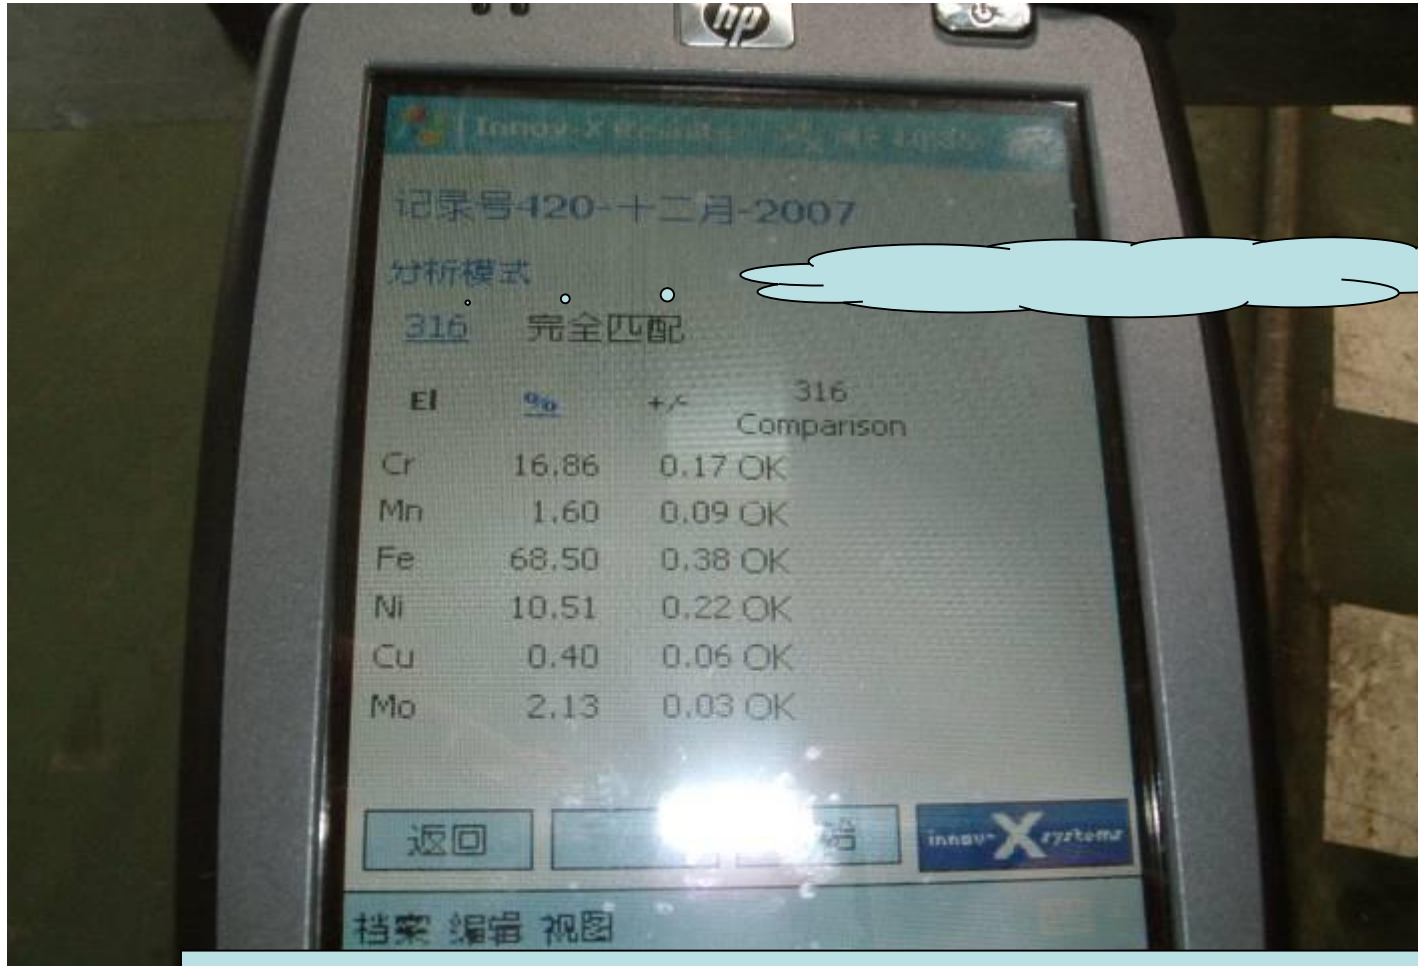 hp
Innov-X
记录号420-十二月-2007
分析模式
316 完全匹配
El % +/- 316
Comparison
Cr 16.86 0.17 OK
Mn 1.60 0.09 OK
Fe 68.50 0.38 OK
Ni 10.51 0.22 OK
Cu 0.40 0.06 OK
Mo 2.13 0.03 OK
返回 innov-X systems
档案 编辑 视图